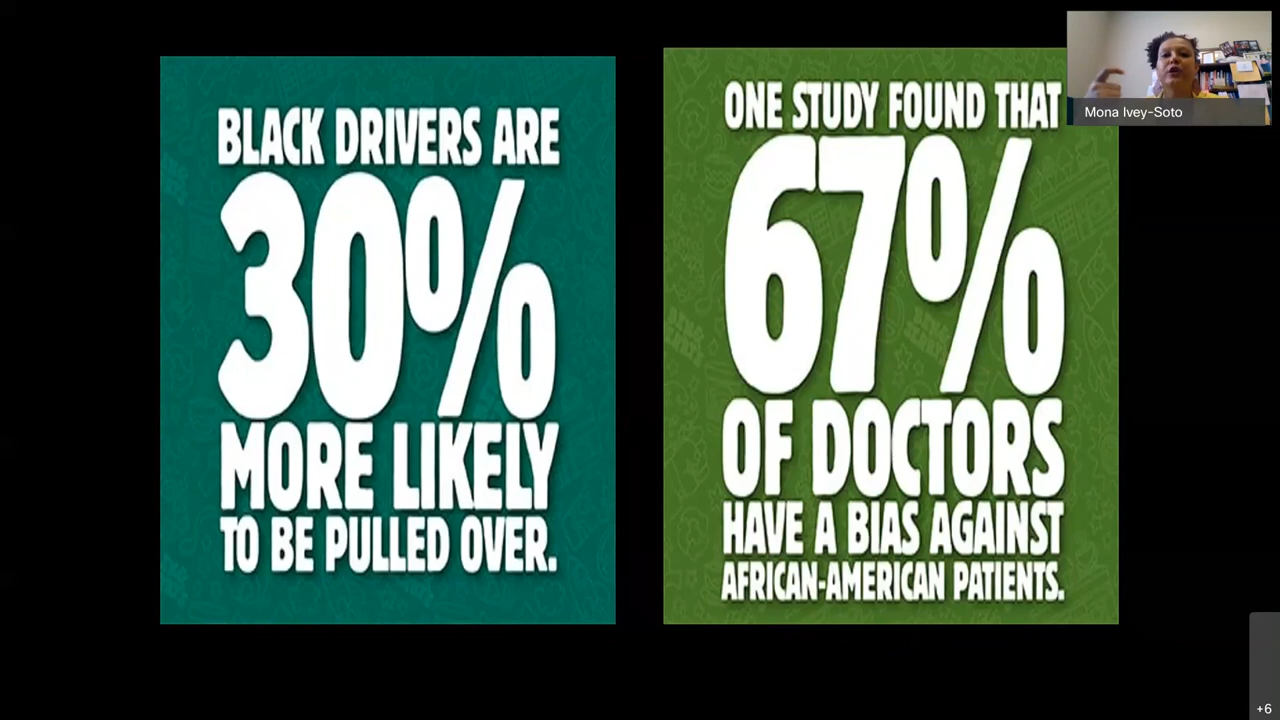 BLACK DRIVERS ARE
30%
MORE LIKELY
TO BE PULLED OVER.
ONE STUDY FOUND THAT
67%
OF DOCTORS
HAVE A BIAS AGAINST
AFRICAN-AMERICAN PATIENTS.
Mona Ivey-Soto
+6